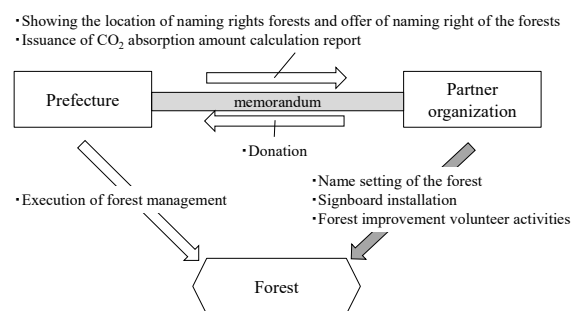 ・Showing the location of naming rights forests and offer of naming right of the forests
・Issuance of CO₂ absorption amount calculation report
Prefecture
memorandum
Partner
organization
・Donation
・Execution of forest management
・Name setting of the forest
・Signboard installation
・Forest improvement volunteer activities
Forest